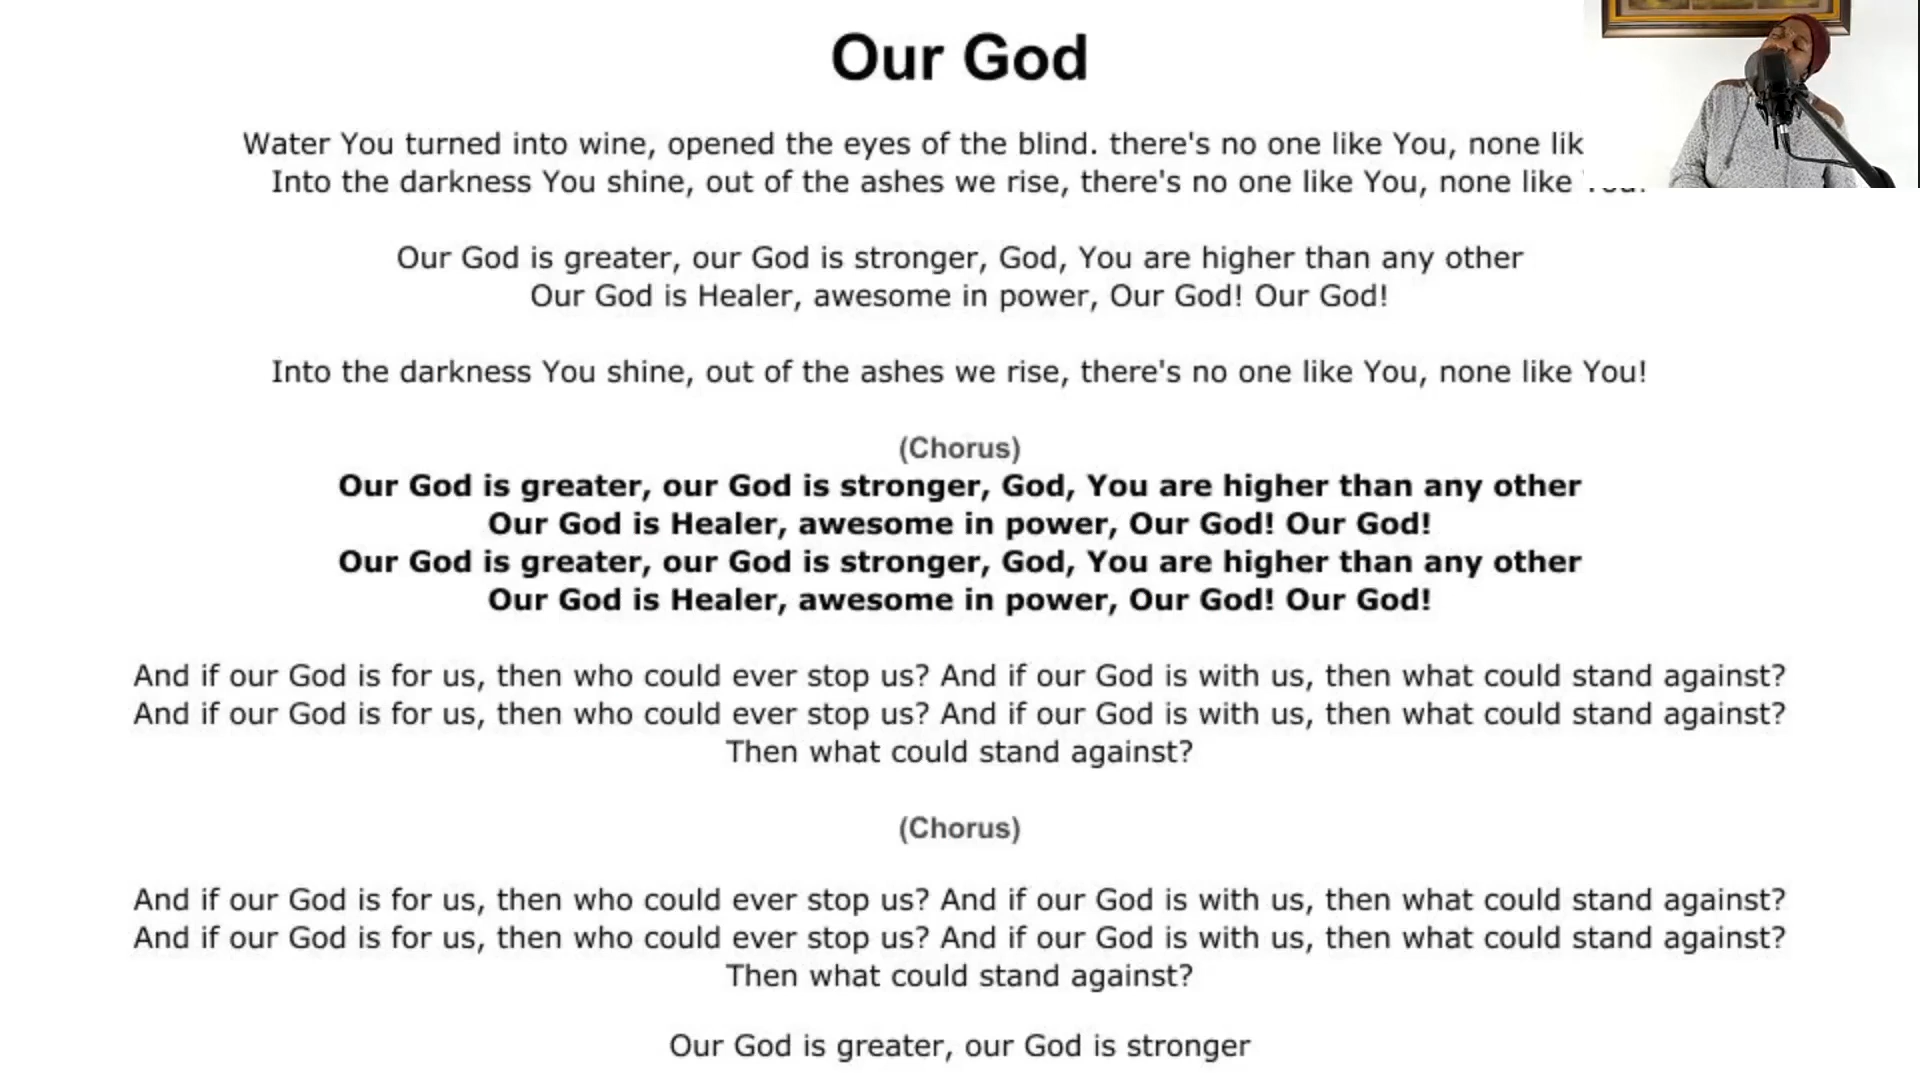 Our God
Water You turned into wine, opened the eyes of the blind. there's no one like You, none
Into the darkness You shine, out of the ashes we rise, there's no one like You, none like
Our God is greater, our God is stronger, God, You are higher than any other
Our God is Healer, awesome in power, Our God! Our God!
Into the darkness You shine, out of the ashes we rise, there's no one like You, none like You!
(Chorus)
Our God is greater, our God is stronger, God, You are higher than any other
Our God is Healer, awesome in power, Our God! Our God!
Our God is greater, our God is stronger, God, You are higher than any other
Our God is Healer, awesome in power, Our God! Our God!
And if our God is for us, then who could ever stop us? And if our God is with us, then what could stand against?
And if our God is for us, then who could ever stop us? And if our God is with us, then what could stand against?
Then what could stand against?
(Chorus)
And if our God is for us, then who could ever stop us? And if our God is with us, then what could stand against?
And if our God is for us, then who could ever stop us? And if our God is with us, then what could stand against?
Then what could stand against?
Our God is greater, our God is stronger